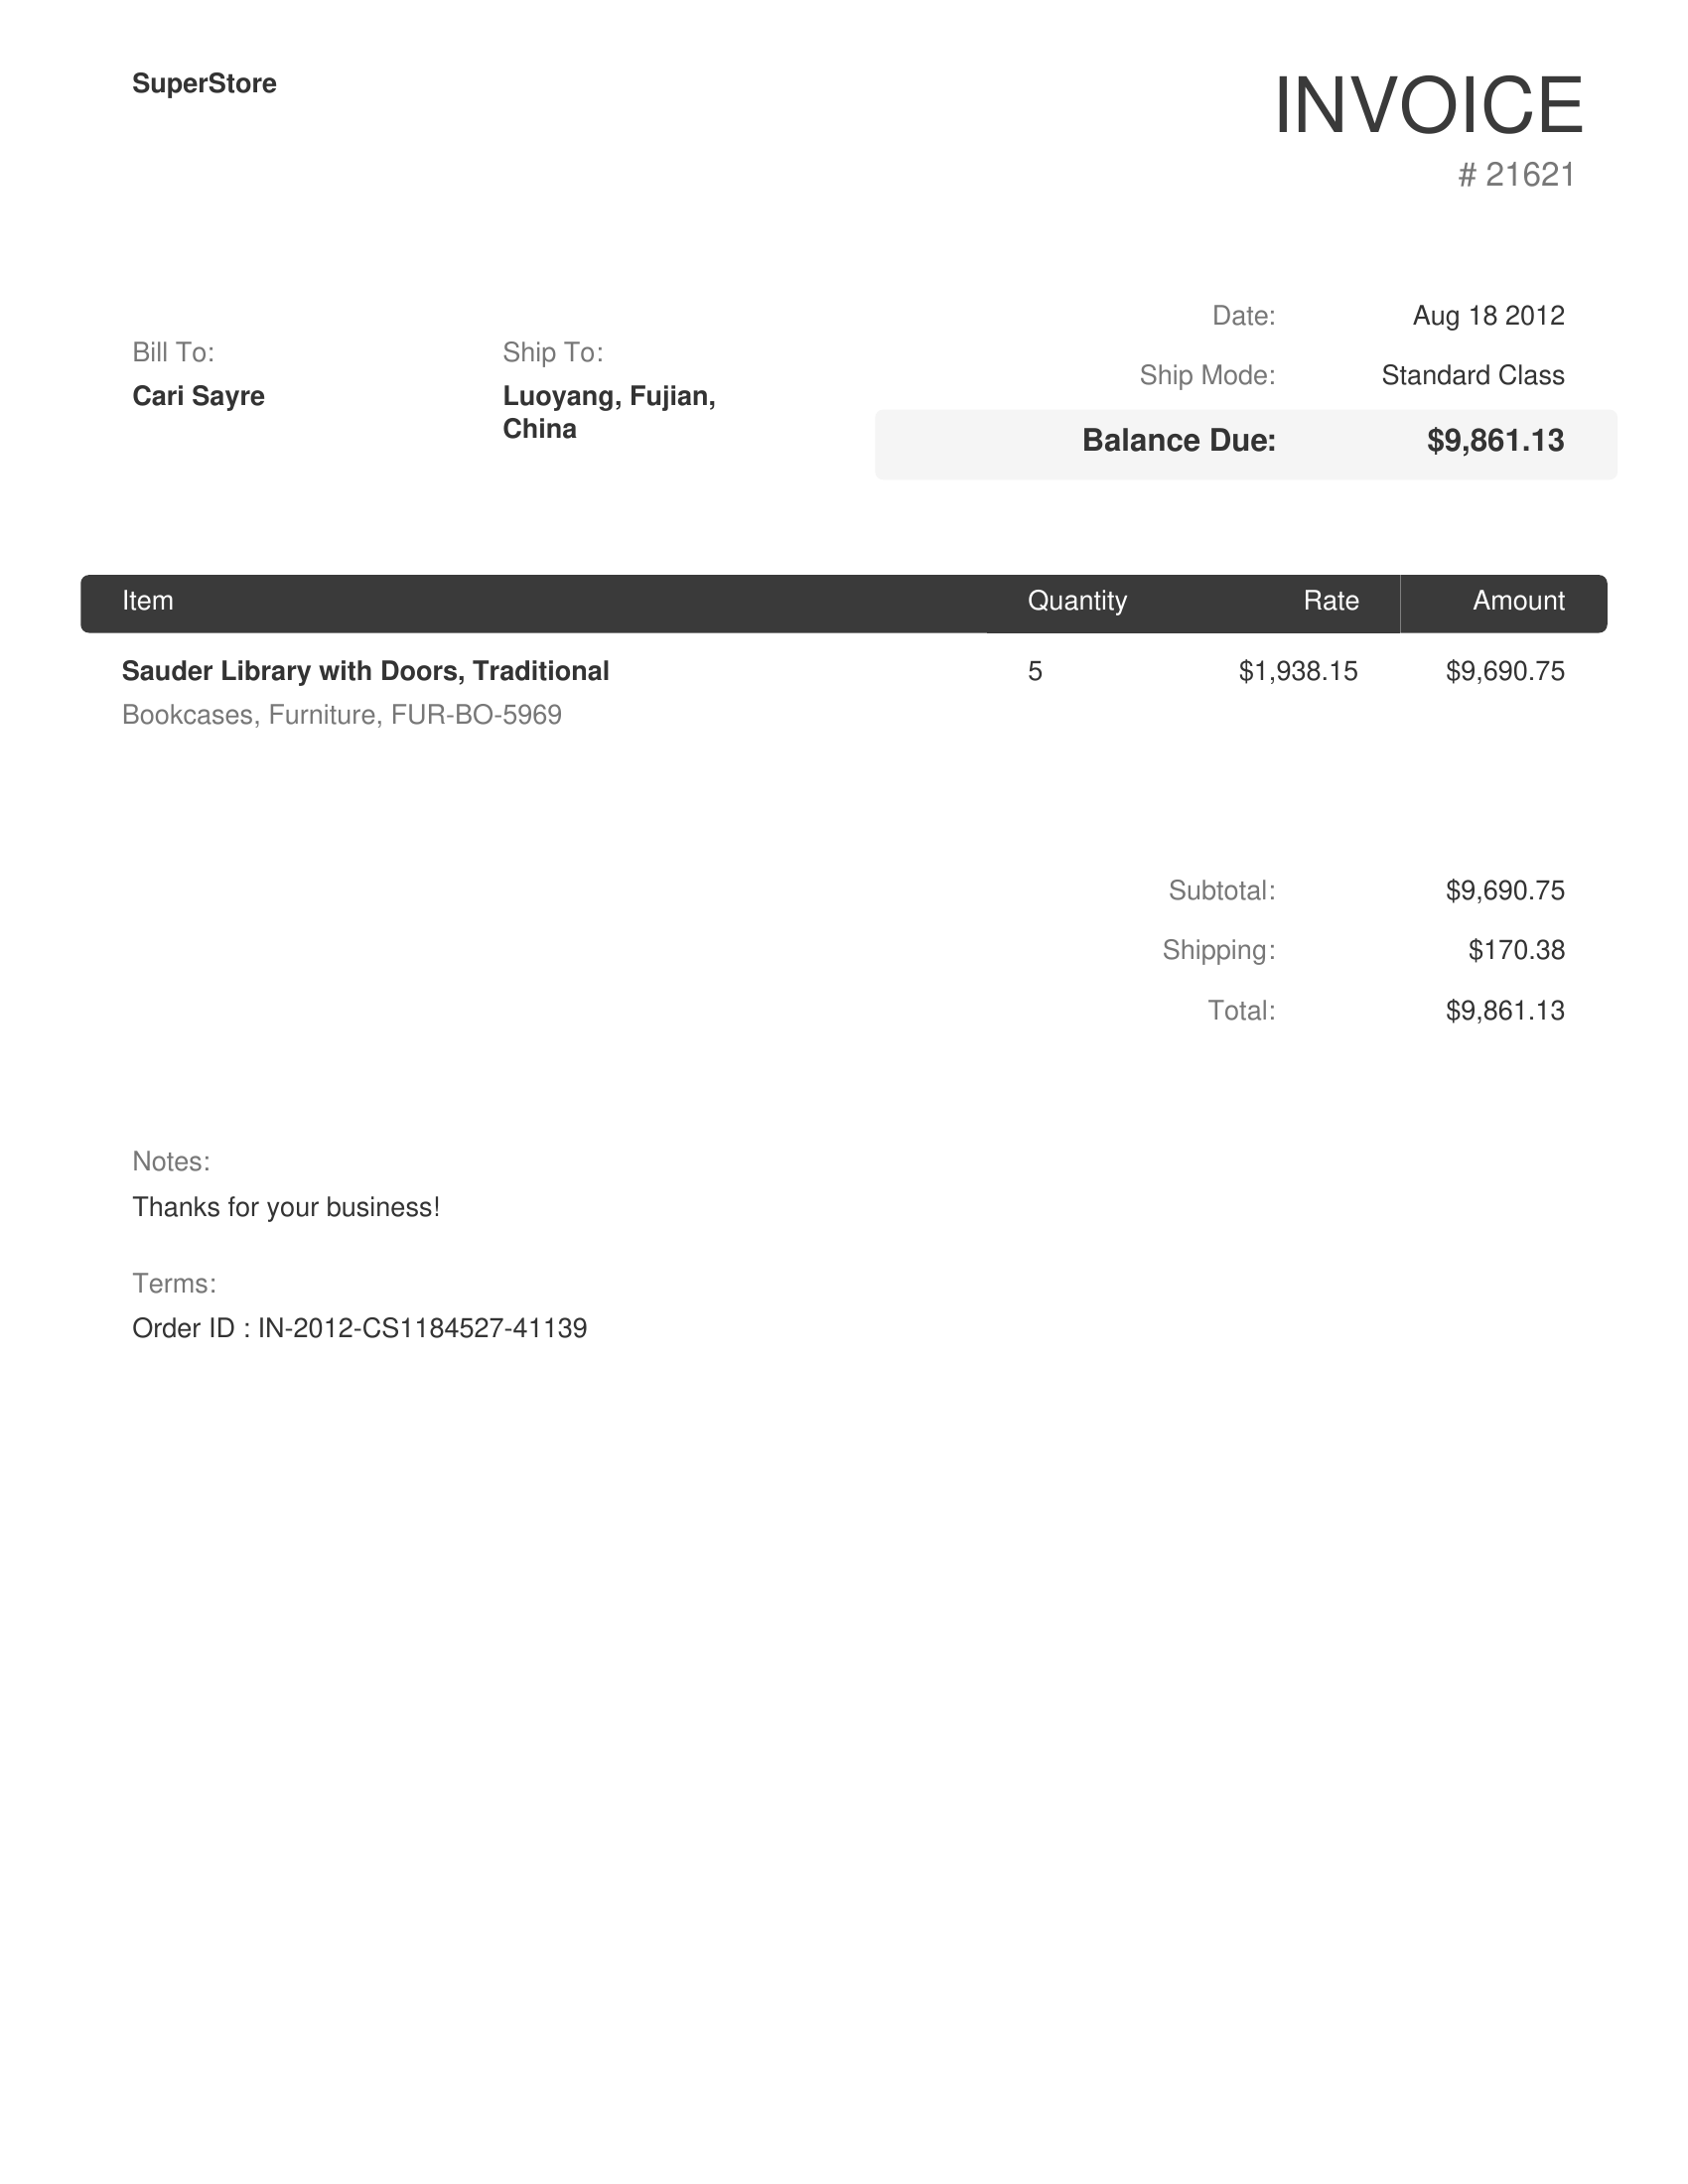 SuperStore
INVOICE
# 21621
Date: Aug 18 2012
Ship Mode: Standard Class
Balance Due: $9,861.13
Bill To:
Cari Sayre
Ship To:
Luoyang, Fujian,
China
Item Quantity Rate Amount
Sauder Library with Doors, Traditional 5 $1,938.15 $9,690.75
Bookcases, Furniture, FUR-BO-5969
Subtotal: $9,690.75
Shipping: $170.38
Total: $9,861.13
Notes:
Thanks for your business!
Terms:
Order ID : IN-2012-CS1184527-41139